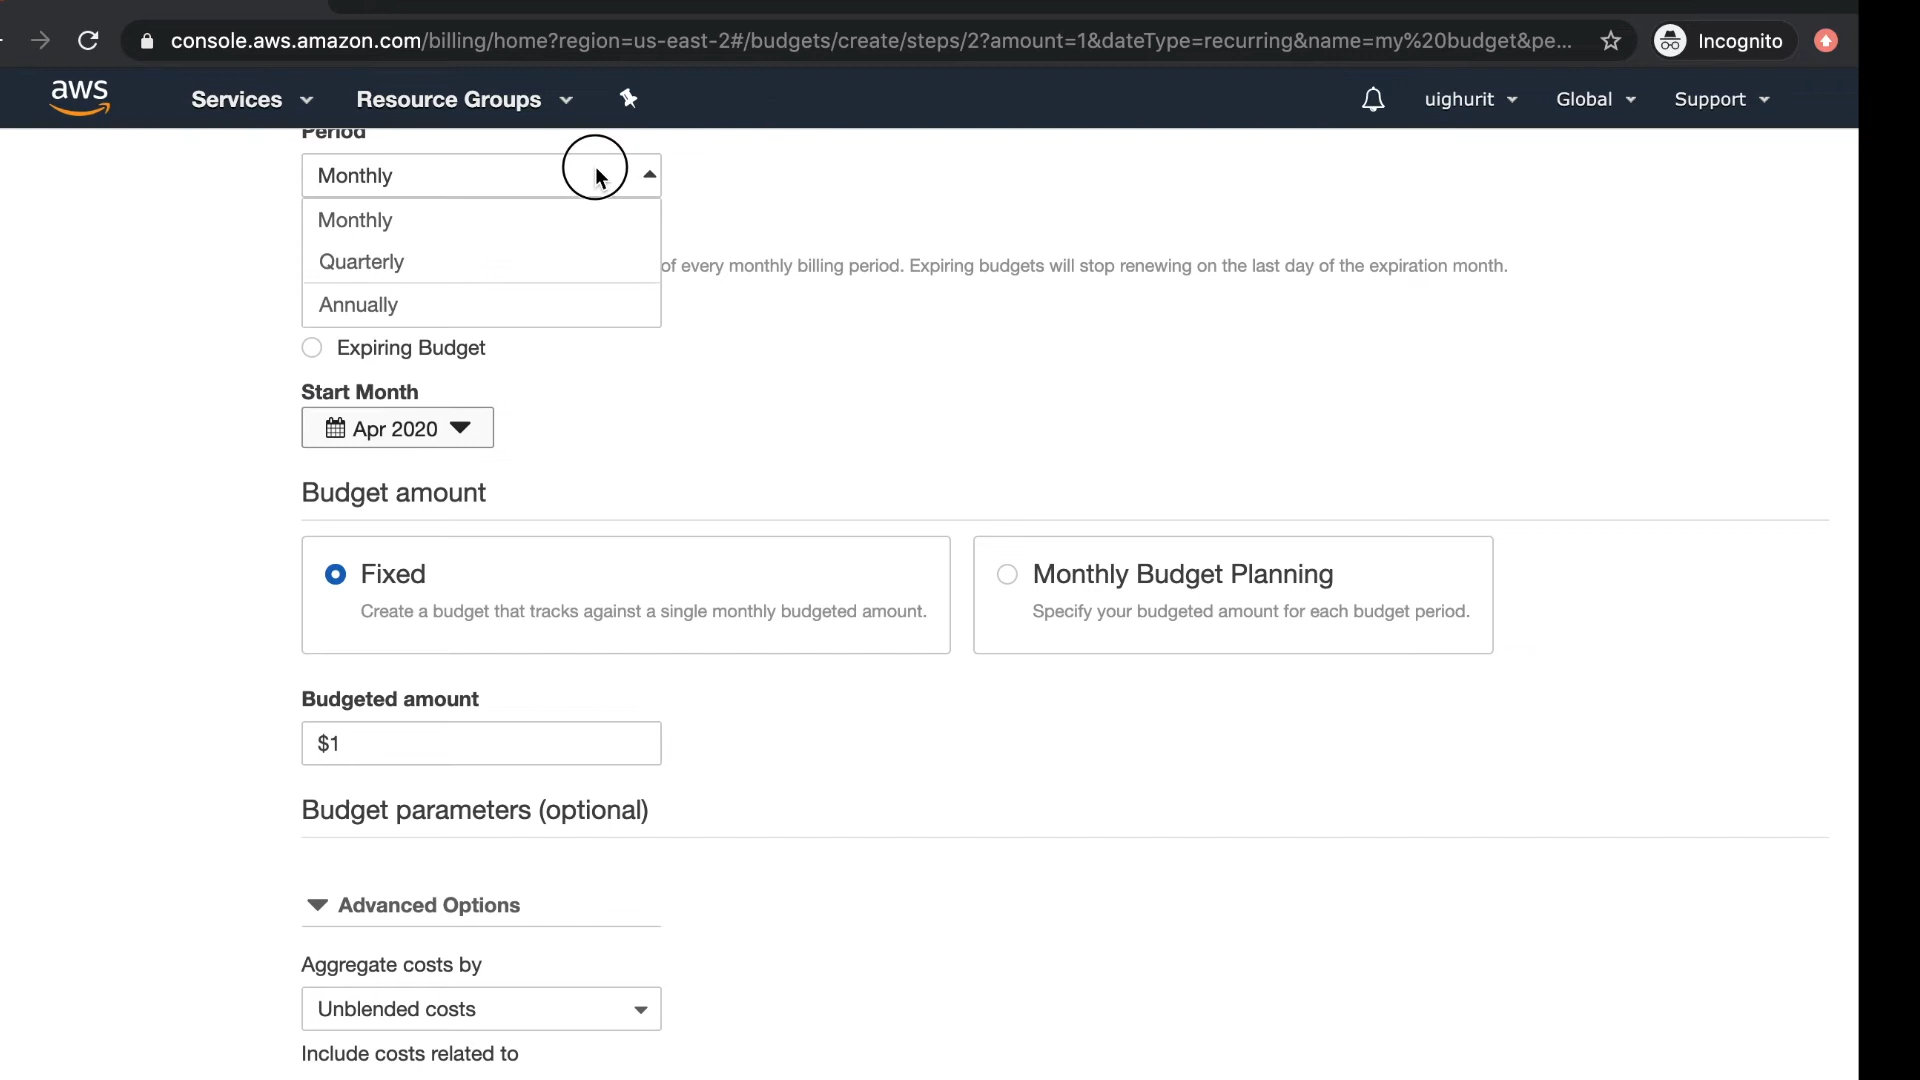 console.aws.amazon.com/billing/home?region=us-east-2#/budgets/create/steps/2?amount=1&dateType=recurring&name=my%20budget&pe...
Incognito
aws
Services
Resource Groups
uighurit
Global
Support
Period
Monthly
Monthly
Quarterly
of every monthly billing period. Expiring budgets will stop renewing on the last day of the expiration month.
Annually
Expiring Budget
Start Month
Apr 2020
Budget amount
Fixed
Create a budget that tracks against a single monthly budgeted amount.
Monthly Budget Planning
Specify your budgeted amount for each budget period.
Budgeted amount
$1
Budget parameters (optional)
Advanced Options
Aggregate costs by
Unblended costs
Include costs related to